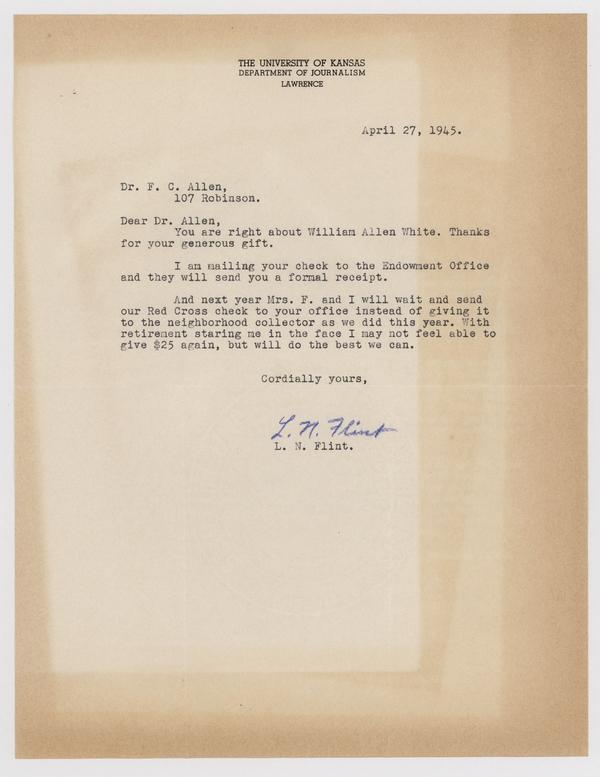 THE UNIVERSITY OF KANSAS
DEPARTMENT OF JOURNALISM
LAWRENCE
April 27, 1945.
Dr. F. C. Allen,
107 Robinson.
Dear Dr. Allen,
You are right about William Allen White. Thanks
for your generous gift.
I am mailing your check to the Endowment Office
and they will send you a formal receipt.
And next year Mrs. F. and I will wait and send
our Red Cross check to your office instead of giving it
to the neighborhood collector as we did this year. With
retirement staring me in the face I may not feel able to
give $25 again, but will do the best we can.
Cordially yours,
L. N. Flint
L. N. Flint.